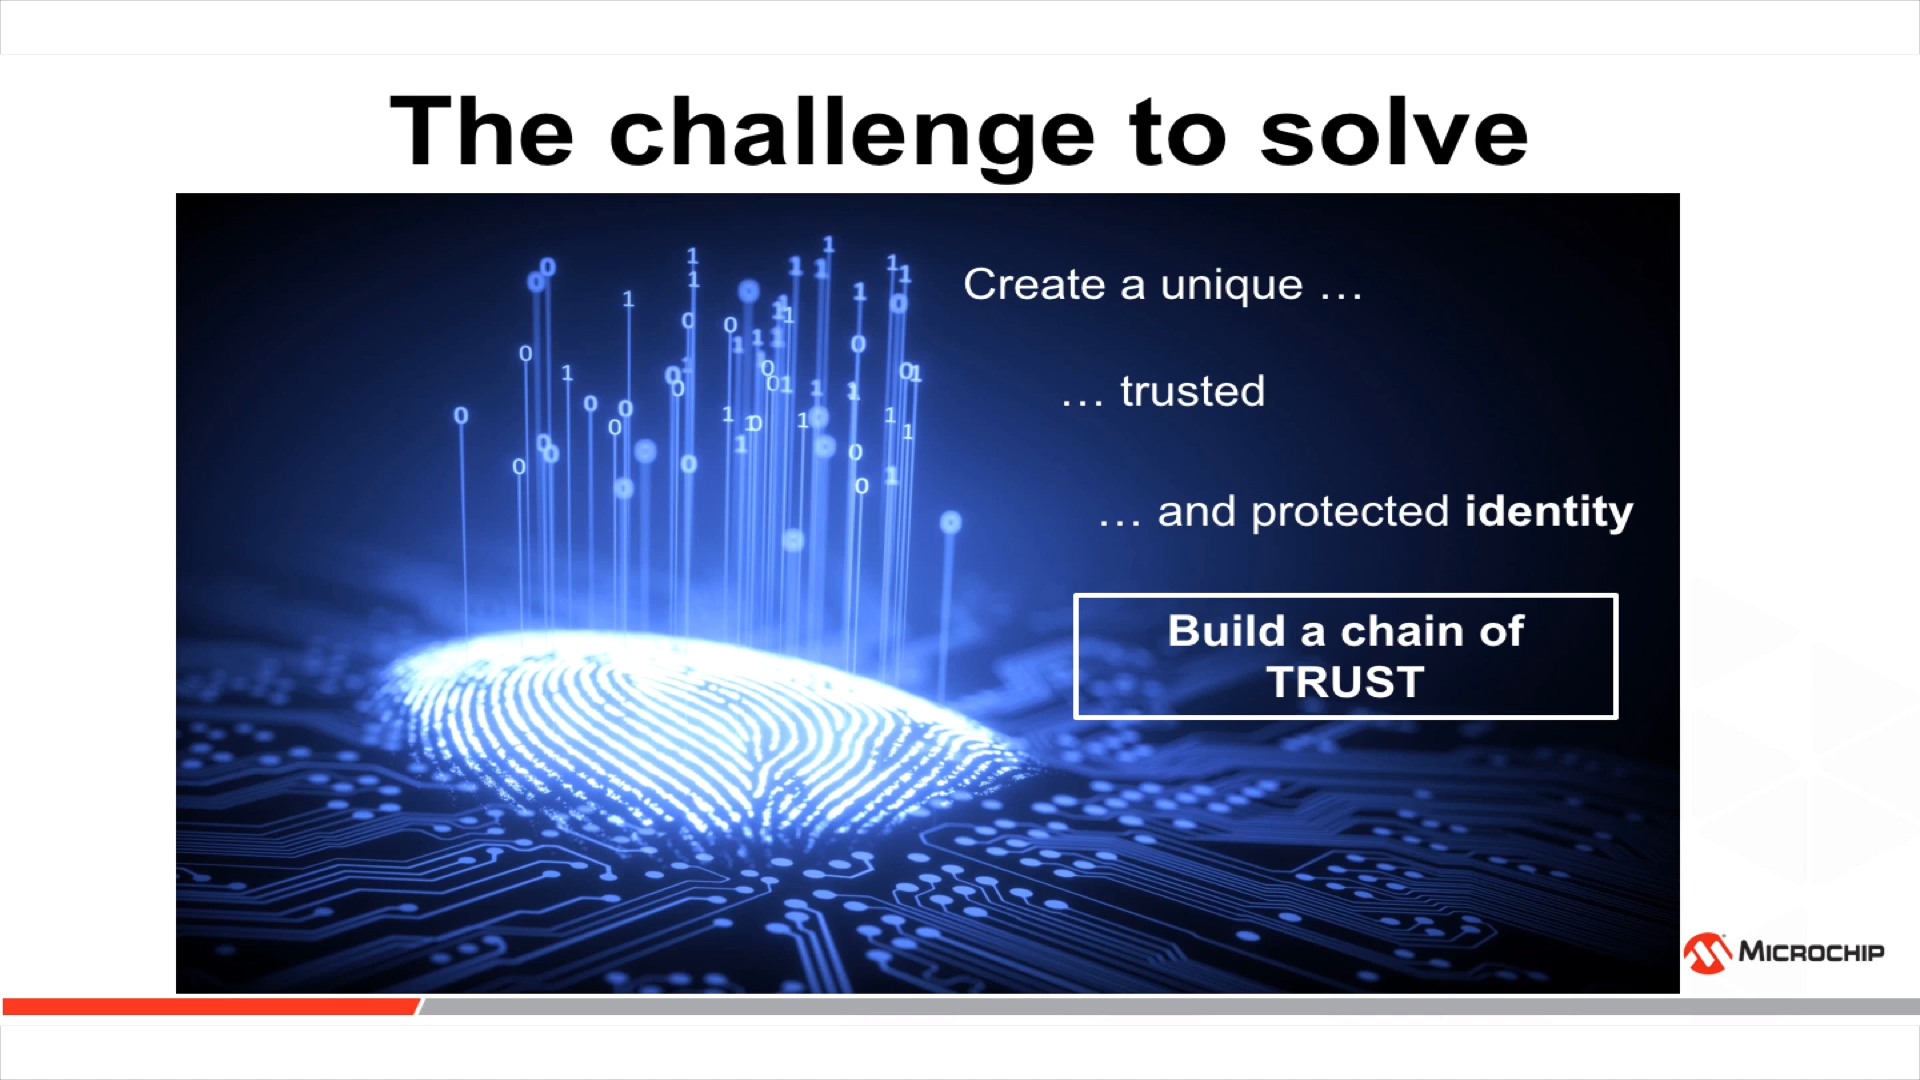 The challenge to solve
Create a unique …
… trusted
… and protected identity
Build a chain of
TRUST
MICROCHIP